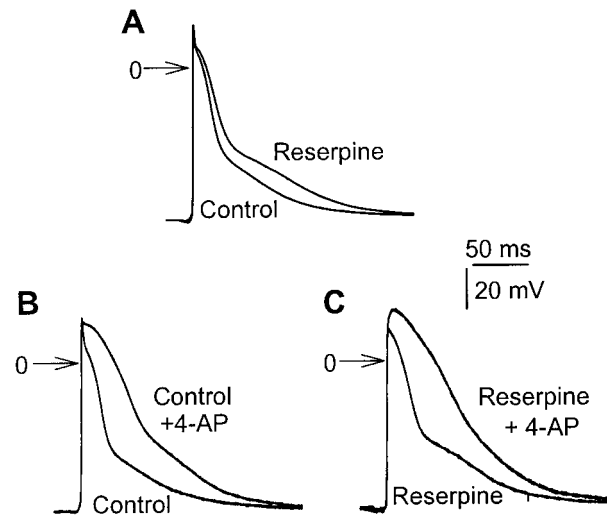 A
0
Reserpine
Control
50 ms
20 mV
B
0
Control
+4-AP
Control
C
0
Reserpine
+ 4-AP
Reserpine